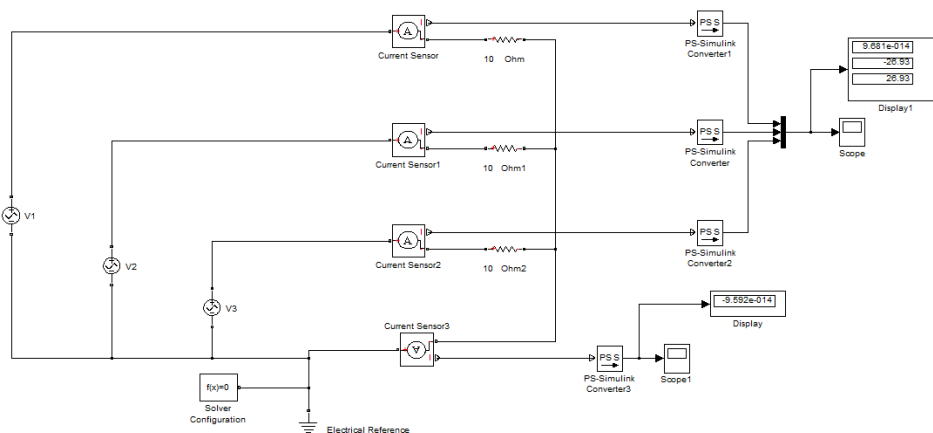 A
I
Current Sensor
10 Ohm
PS S
PS-Simulink
Converter1
9.681e-014
-26.93
26.93
Display1
A
I
Current Sensor1
10 Ohm1
PS S
PS-Simulink
Converter
Scope
V1
A
I
Current Sensor2
10 Ohm2
PS S
PS-Simulink
Converter2
V2
V3
-9.592e-014
Display
Current Sensor3
A
I
PS S
PS-Simulink
Converter3
Scope1
f(x)=0
Solver
Configuration
Electrical Reference